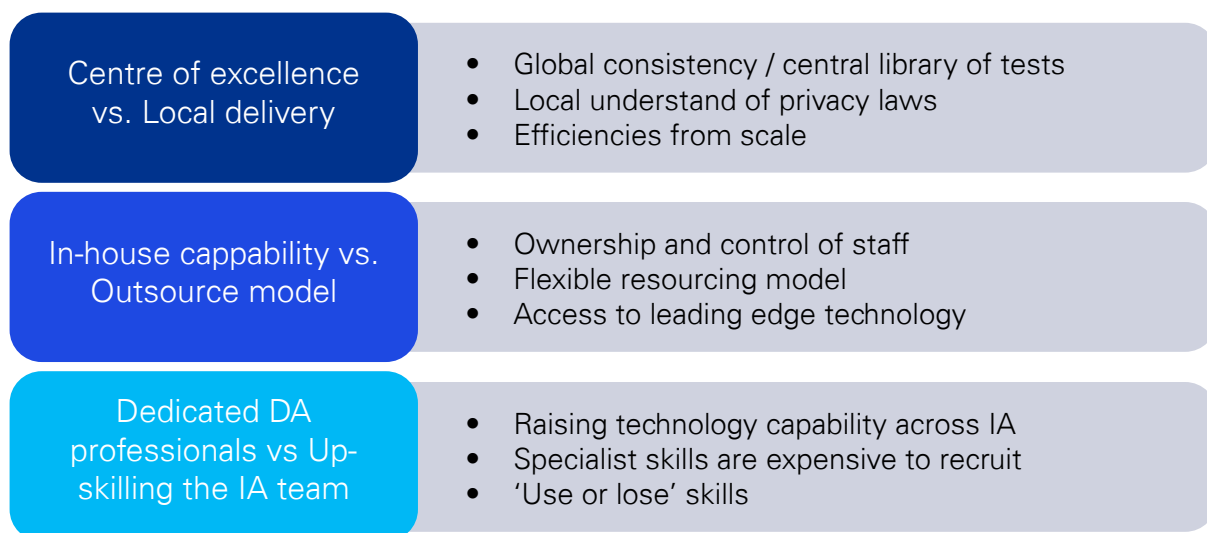 Centre of excellence
vs. Local delivery
• Global consistency / central library of tests
• Local understand of privacy laws
• Efficiencies from scale
In-house cappability vs.
Outsource model
• Ownership and control of staff
• Flexible resourcing model
• Access to leading edge technology
Dedicated DA
professionals vs Up-
skilling the IA team
• Raising technology capability across IA
• Specialist skills are expensive to recruit
• ‘Use or lose’ skills